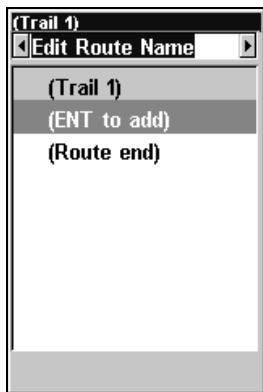 (Trail 1)
Edit Route Name
(Trail 1)
(ENT to add)
(Route end)